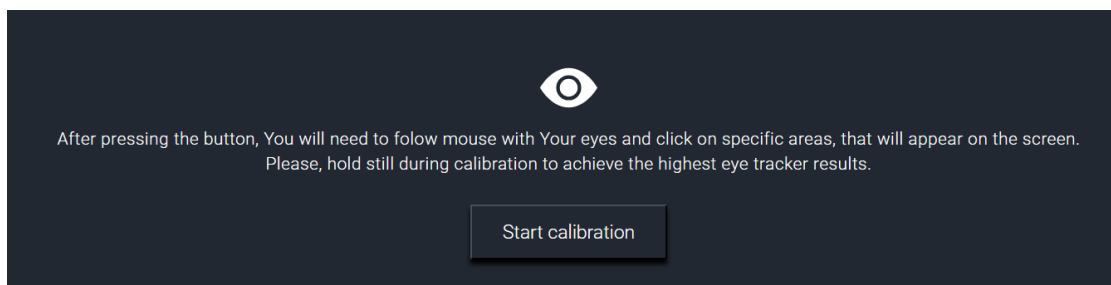 After pressing the button, You will need to folow mouse with Your eyes and click on specific areas, that will appear on the screen.
Please, hold still during calibration to achieve the highest eye tracker results.
Start calibration